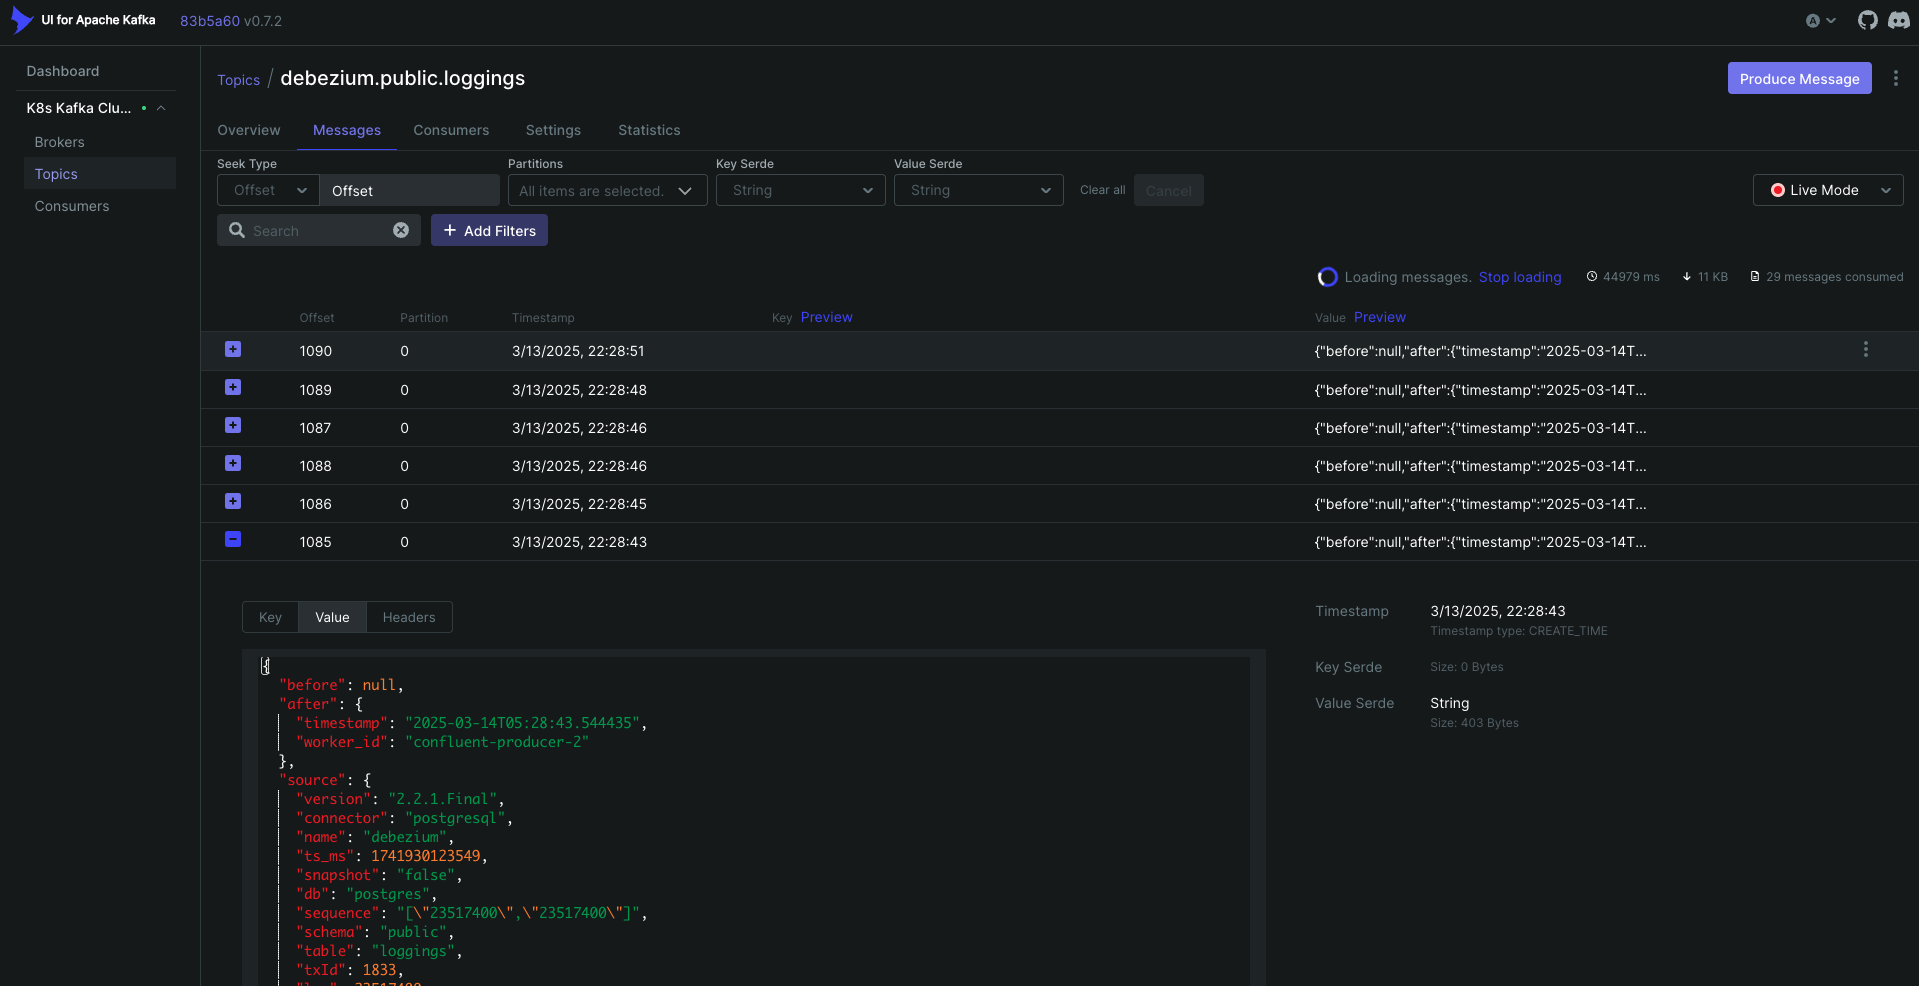 UI for Apache Kafka 83b5a60 v0.7.2 A
Dashboard
K8s Kafka Clu...
Brokers
Topics
Consumers
Topics / debezium.public.loggings
Produce Message
Overview Messages Consumers Settings Statistics
Seek Type Partitions Key Serde Value Serde
Offset Offset All items are selected. String String Clear all Cancel Live Mode
Search Add Filters
Loading messages. Stop loading 44979 ms 11 KB 29 messages consumed
Offset Partition Timestamp Key Preview Value Preview
1090 0 3/13/2025, 22:28:51 {"before":null,"after":{"timestamp":"2025-03-14T...
1089 0 3/13/2025, 22:28:48 {"before":null,"after":{"timestamp":"2025-03-14T...
1087 0 3/13/2025, 22:28:46 {"before":null,"after":{"timestamp":"2025-03-14T...
1088 0 3/13/2025, 22:28:46 {"before":null,"after":{"timestamp":"2025-03-14T...
1086 0 3/13/2025, 22:28:45 {"before":null,"after":{"timestamp":"2025-03-14T...
1085 0 3/13/2025, 22:28:43 {"before":null,"after":{"timestamp":"2025-03-14T...
Key Value Headers
{
"before": null,
"after": {
"timestamp": "2025-03-14T05:28:43.544435",
"worker_id": "confluent-producer-2"
},
"source": {
"version": "2.2.1.Final",
"connector": "postgresql",
"name": "debezium",
"ts_ms": 1741930123549,
"snapshot": "false",
"db": "postgres",
"sequence": "[\"23517400\",\"23517400\"]",
"schema": "public",
"table": "loggings",
"txId": 1833,
Timestamp 3/13/2025, 22:28:43
Timestamp type: CREATE_TIME
Key Serde Size: 0 Bytes
Value Serde String
Size: 403 Bytes